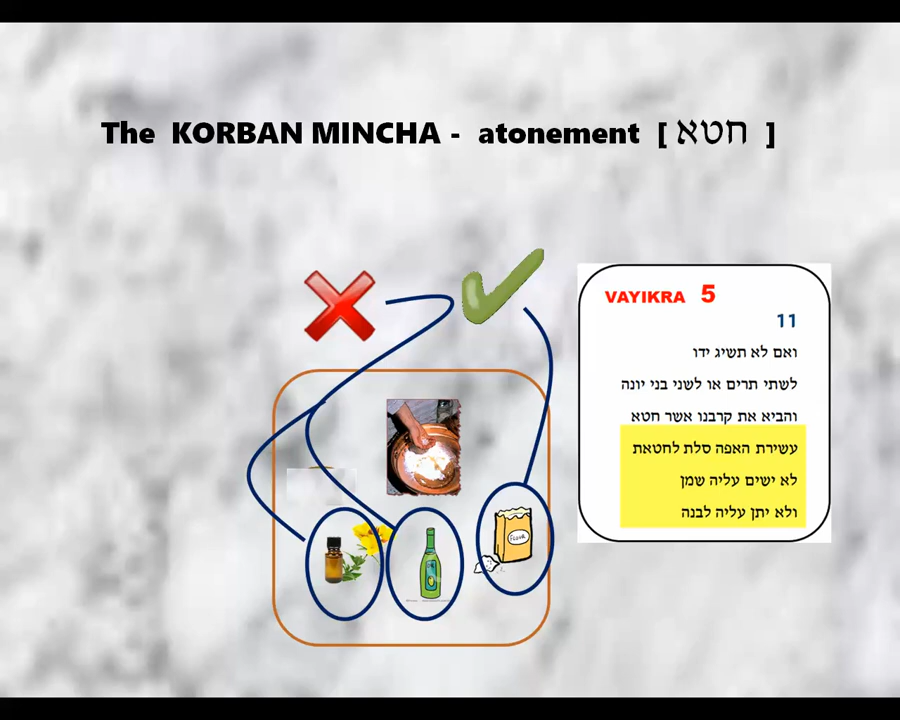 The KORBAN MINCHA - atonement [ חטא ]
VAYIKRA 5
11
ואם לא תשיג ידו
לשתי תרים או לשני בני יונה
והביא את קרבנו אשר חטא
עשירת האפה סלת לחטאת
לא ישים עליה שמן
ולא יתן עליה לבנה
FLOUR